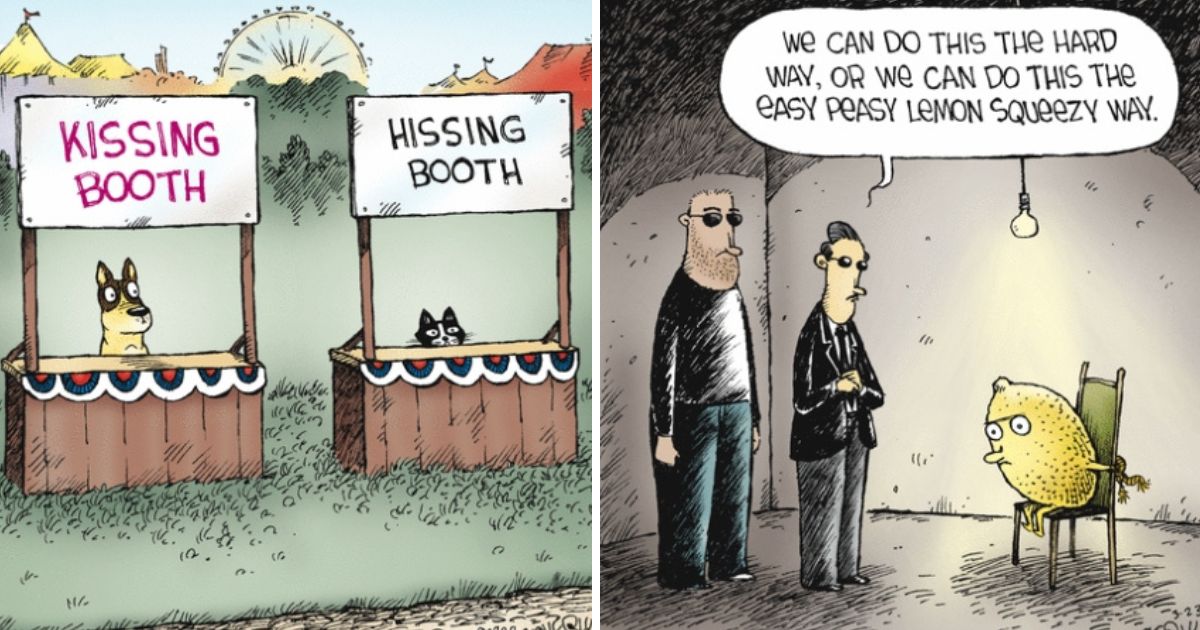 KISSING
BOOTH
HISSING
BOOTH
We CAN DO THIS THE HARD
WAY, OR We CAN DO THIS THE
eASY PeASY LeMON SQUeeZY WAY.